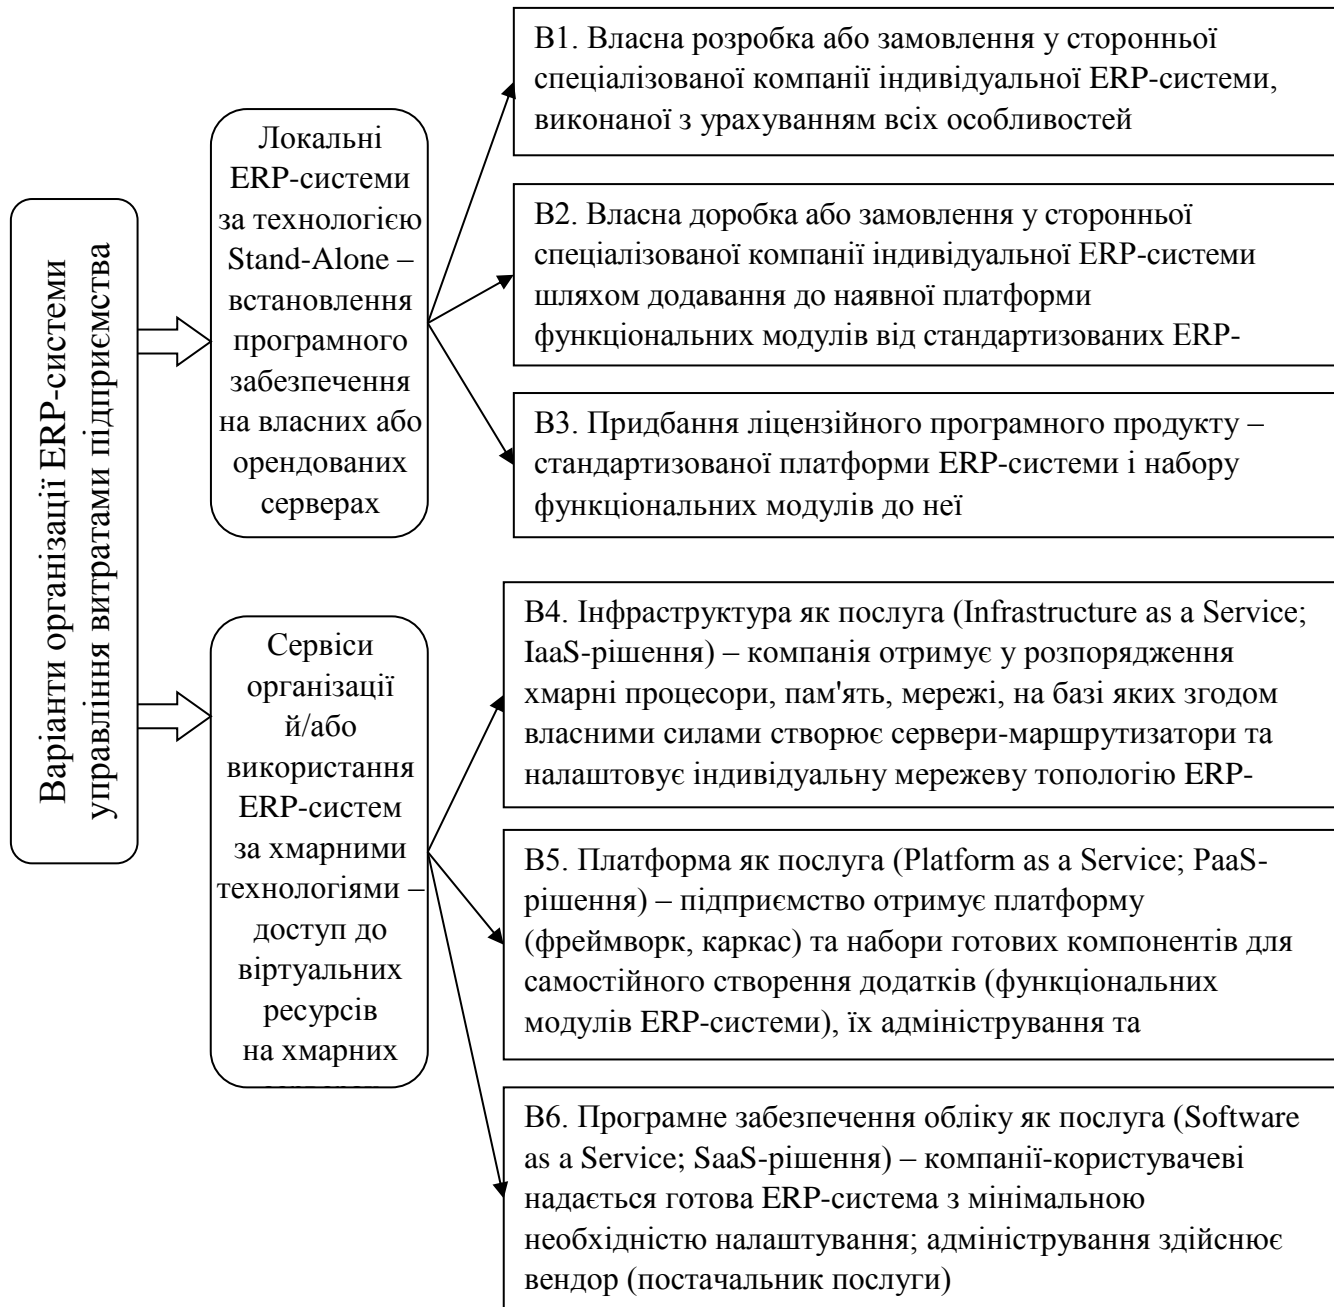 Варіанти організації ERP-системи
управління витратами підприємства
Локальні
ERP-системи
за технологією
Stand-Alone –
встановлення
програмного
забезпечення
на власних або
орендованих
серверах
В1. Власна розробка або замовлення у сторонньої
спеціалізованої компанії індивідуальної ERP-системи,
виконаної з урахуванням всіх особливостей
В2. Власна доробка або замовлення у сторонньої
спеціалізованої компанії індивідуальної ERP-системи
шляхом додавання до наявної платформи
функціональних модулів від стандартизованих ERP-
В3. Придбання ліцензійного програмного продукту –
стандартизованої платформи ERP-системи і набору
функціональних модулів до неї
Сервіси
організації
й/або
використання
ERP-систем
за хмарними
технологіями –
доступ до
віртуальних
ресурсів
на хмарних
В4. Інфраструктура як послуга (Infrastructure as a Service;
IaaS-рішення) – компанія отримує у розпорядження
хмарні процесори, пам'ять, мережі, на базі яких згодом
власними силами створює сервери-маршрутизатори та
налаштовує індивідуальну мережеву топологію ERP-
В5. Платформа як послуга (Platform as a Service; PaaS-
рішення) – підприємство отримує платформу
(фреймворк, каркас) та набори готових компонентів для
самостійного створення додатків (функціональних
модулів ERP-системи), їх адміністрування та
В6. Програмне забезпечення обліку як послуга (Software
as a Service; SaaS-рішення) – компанії-користувачеві
надається готова ERP-система з мінімальною
необхідністю налаштування; адміністрування здійснює
вендор (постачальник послуги)